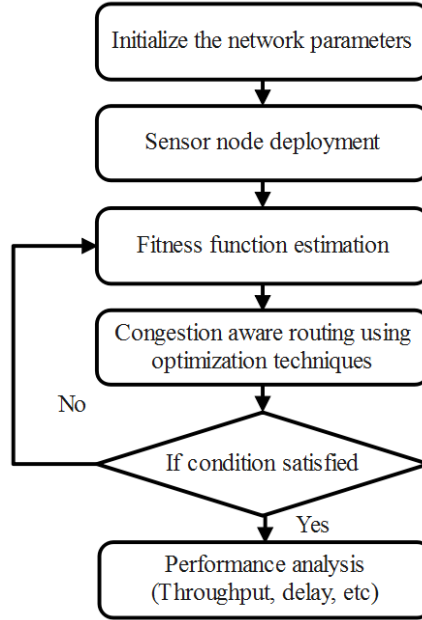 Initialize the network parameters
Sensor node deployment
Fitness function estimation
Congestion aware routing using
optimization techniques
No
If condition satisfied
Yes
Performance analysis
(Throughput, delay, etc)